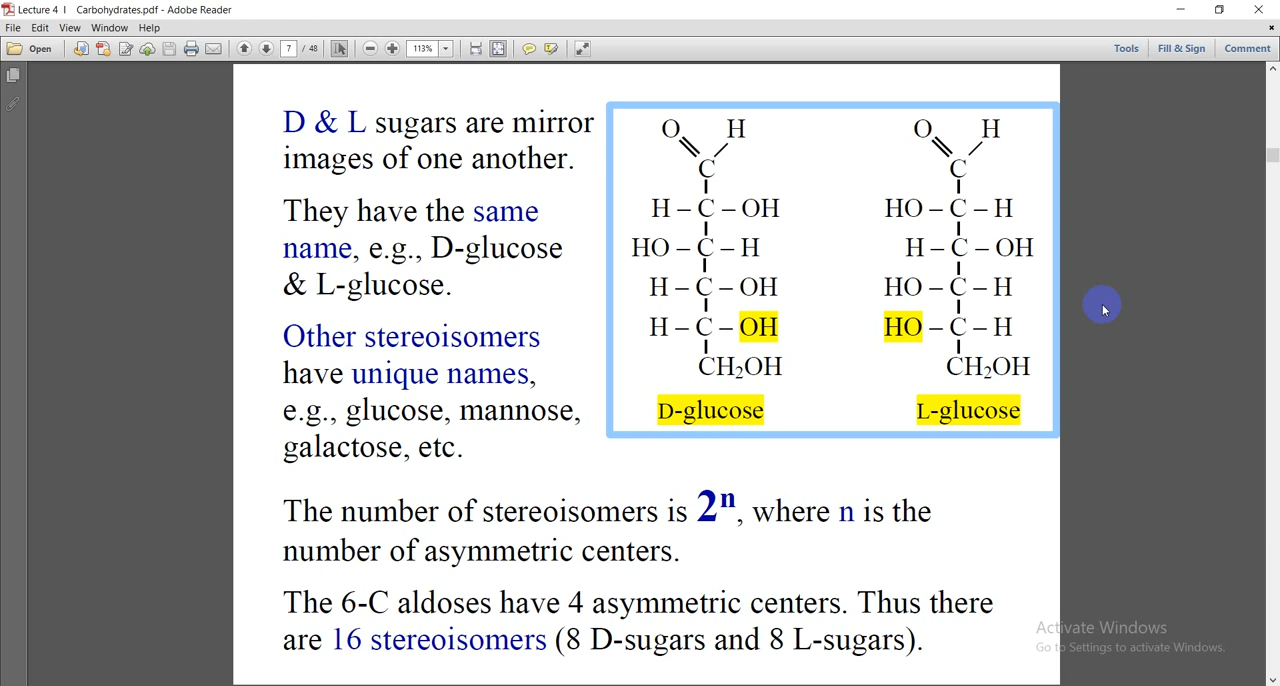 Lecture 4 I Carbohydrates.pdf - Adobe Reader
File Edit View Window Help
Open 7 / 48 113% Tools Fill & Sign Comment
D & L sugars are mirror
images of one another.
They have the same
name, e.g., D-glucose
& L-glucose.
Other stereoisomers
have unique names,
e.g., glucose, mannose,
galactose, etc.
O H
C
H – C – OH
HO – C – H
H – C – OH
H – C – OH
CH₂OH
D-glucose
O H
C
HO – C – H
H – C – OH
HO – C – H
HO – C – H
CH₂OH
L-glucose
The number of stereoisomers is 2ⁿ, where n is the
number of asymmetric centers.
The 6-C aldoses have 4 asymmetric centers. Thus there
are 16 stereoisomers (8 D-sugars and 8 L-sugars).
Activate Windows
Go to Settings to activate Windows.